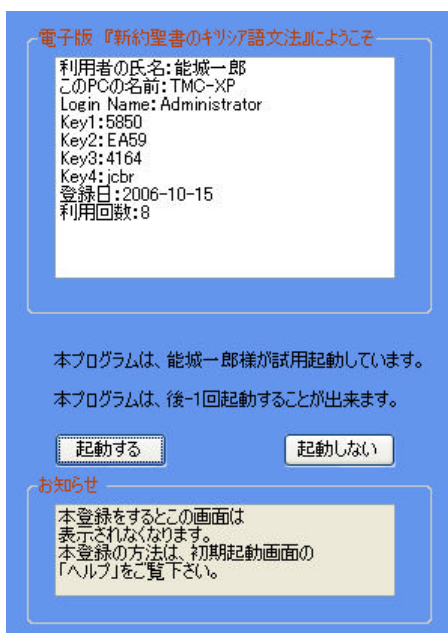 電子版 『新約聖書のギリシア語文法』にようこそ
利用者の氏名:能城一郎
このPCの名前:TMC-XP
Login Name:Administrator
Key1:5850
Key2:EA59
Key3:4164
Key4:jcbr
登録日:2006-10-15
利用回数:8
本プログラムは、能城一郎様が試用起動しています。
本プログラムは、後-1回起動することが出来ます。
起動する
起動しない
お知らせ
本登録をするとこの画面は
表示されなくなります。
本登録の方法は、初期起動画面の
「ヘルプ」をご覧下さい。